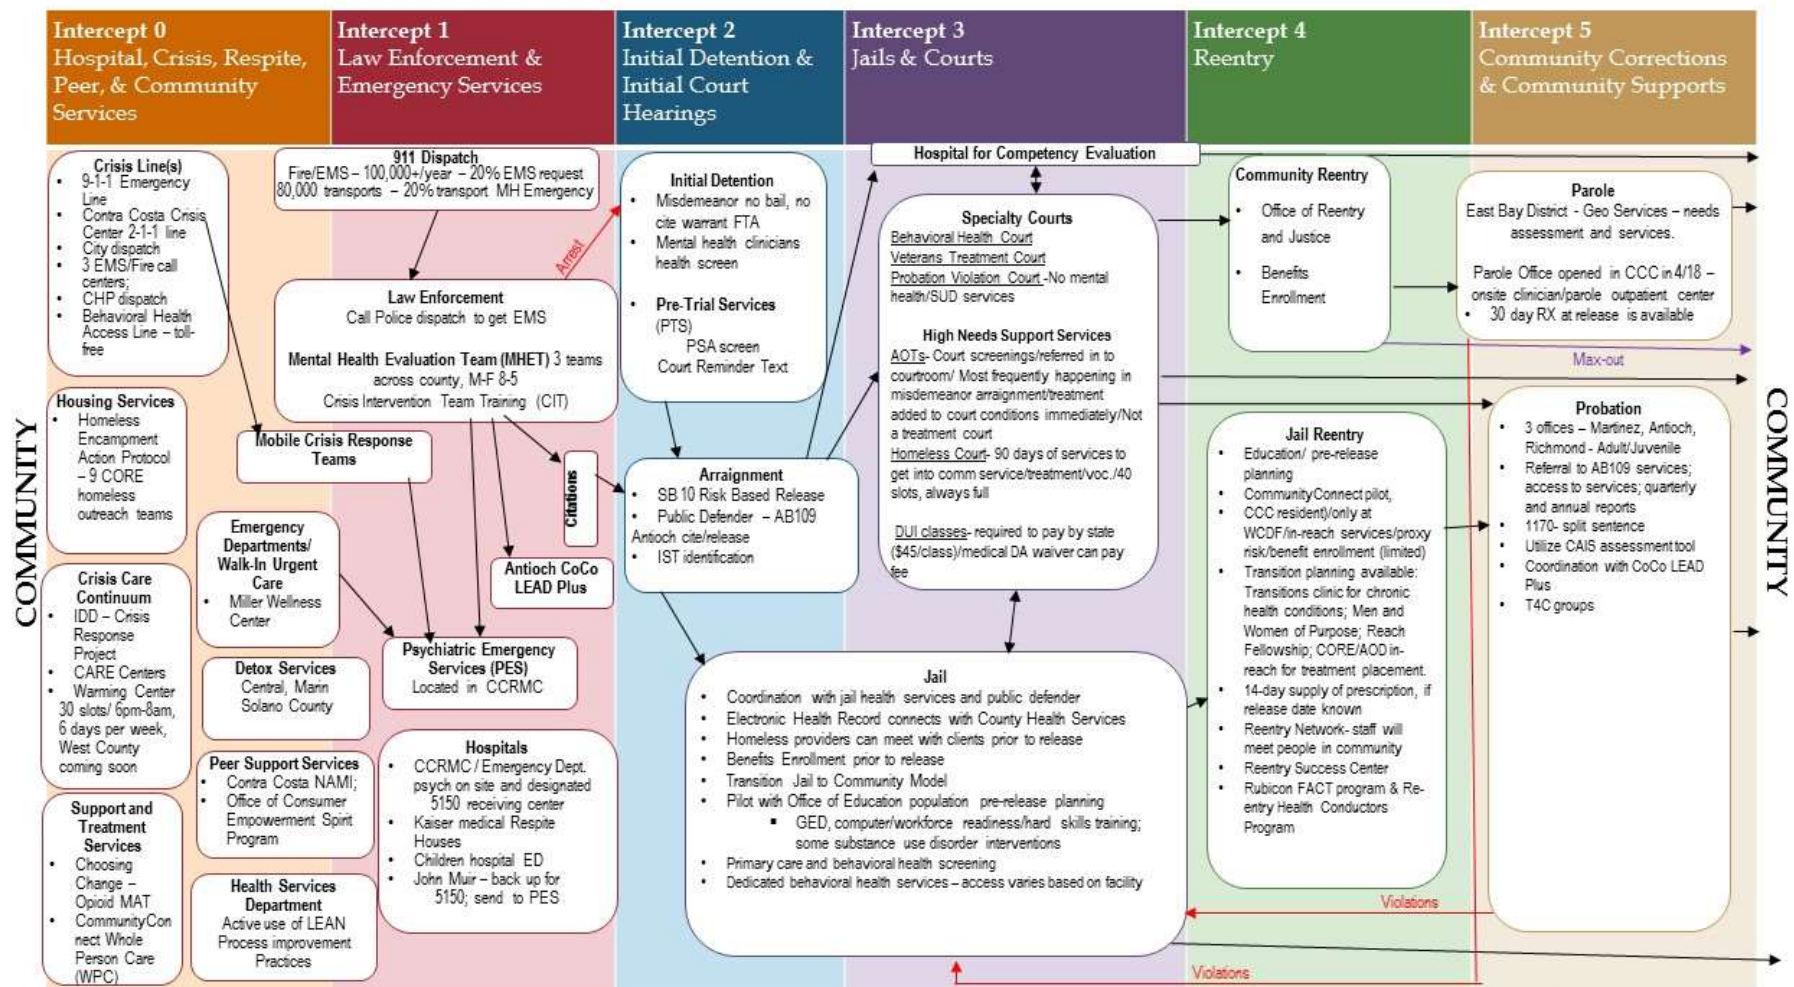 Intercept 0
Hospital, Crisis, Respite,
Peer, & Community
Services
Intercept 1
Law Enforcement &
Emergency Services
Intercept 2
Initial Detention &
Initial Court
Hearings
Intercept 3
Jails & Courts
Intercept 4
Reentry
Intercept 5
Community Corrections
& Community Supports
COMMUNITY
Crisis Line(s)
• 9-1-1 Emergency
Line
• Contra Costa Crisis
Center 2-1-1 line
• City dispatch
• 3 EMS/Fire call
centers;
• CHP dispatch
• Behavioral Health
Access Line – toll-
free
Housing Services
• Homeless
Encampment
Action Protocol
– 9 CORE
homeless
outreach teams
Crisis Care
Continuum
• IDD – Crisis
Response
Project
• CARE Centers
• Warming Center
30 slots/ 6pm-8am,
6 days per week,
West County
coming soon
Support and
Treatment
Services
• Choosing
Change –
Opioid MAT
• CommunityCon
nect Whole
Person Care
(WPC)
911 Dispatch
Fire/EMS – 100,000+/year – 20% EMS request
80,000 transports – 20% transport MH Emergency
Arrest
Law Enforcement
Call Police dispatch to get EMS
Mental Health Evaluation Team (MHET) 3 teams
across county, M-F 8-5
Crisis Intervention Team Training (CIT)
Mobile Crisis Response
Teams
Citations
Emergency
Departments/
Walk-In Urgent
Care
• Miller Wellness
Center
Antioch CoCo
LEAD Plus
Psychiatric Emergency
Services (PES)
Located in CCRMC
Detox Services
Central, Marin
Solano County
Peer Support Services
• Contra Costa NAMI;
• Office of Consumer
Empowerment Spirit
Program
Health Services
Department
Active use of LEAN
Process improvement
Practices
Hospitals
• CCRMC / Emergency Dept.
psych on site and designated
5150 receiving center
• Kaiser medical Respite
Houses
• Children hospital ED
• John Muir – back up for
5150; send to PES
Initial Detention
• Misdemeanor no bail, no
cite warrant FTA
• Mental health clinicians
health screen
• Pre-Trial Services
(PTS)
PSA screen
Court Reminder Text
Arraignment
• SB 10 Risk Based Release
• Public Defender – AB109
Antioch cite/release
• IST identification
Hospital for Competency Evaluation
Specialty Courts
Behavioral Health Court
Veterans Treatment Court
Probation Violation Court -No mental
health/SUD services
High Needs Support Services
AOTs- Court screenings/referred in to
courtroom/ Most frequently happening in
misdemeanor arraignment/treatment
added to court conditions immediately/Not
a treatment court
Homeless Court- 90 days of services to
get into comm service/treatment/voc./40
slots, always full
DUI classes- required to pay by state
($45/class)/medical DA waiver can pay
fee
Jail
• Coordination with jail health services and public defender
• Electronic Health Record connects with County Health Services
• Homeless providers can meet with clients prior to release
• Benefits Enrollment prior to release
• Transition Jail to Community Model
• Pilot with Office of Education population pre-release planning
▪ GED, computer/workforce readiness/hard skills training;
some substance use disorder interventions
• Primary care and behavioral health screening
• Dedicated behavioral health services – access varies based on facility
Community Reentry
• Office of Reentry
and Justice
• Benefits
Enrollment
Jail Reentry
• Education/ pre-release
planning
• CommunityConnect pilot,
• CCC resident)/only at
WCDF/in-reach services/proxy
risk/benefit enrollment (limited)
• Transition planning available:
Transitions clinic for chronic
health conditions; Men and
Women of Purpose; Reach
Fellowship; CORE/AOD in-
reach for treatment placement.
• 14-day supply of prescription, if
release date known
• Reentry Network- staff will
meet people in community
• Reentry Success Center
• Rubicon FACT program & Re-
entry Health Conductors
Program
Parole
East Bay District - Geo Services – needs
assessment and services.
Parole Office opened in CCC in 4/18 –
onsite clinician/parole outpatient center
• 30 day RX at release is available
Max-out
Probation
• 3 offices – Martinez, Antioch,
Richmond - Adult/Juvenile
• Referral to AB109 services;
access to services; quarterly
and annual reports
• 1170- split sentence
• Utilize CAIS assessment tool
• Coordination with CoCo LEAD
Plus
• T4C groups
Violations
Violations
COMMUNITY